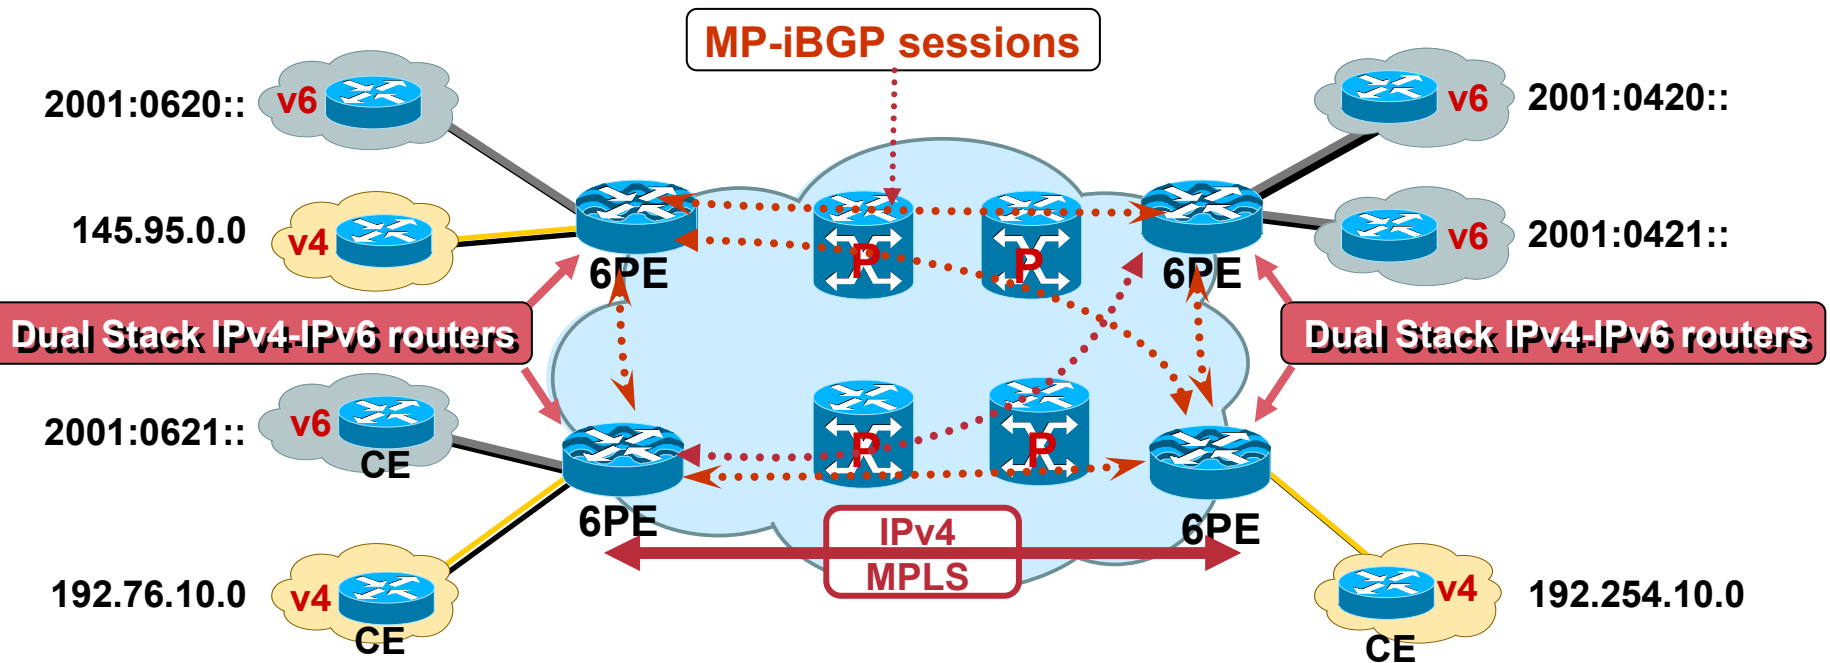 MP-iBGP sessions
2001:0620::
v6
v6
2001:0420::
145.95.0.0
v4
v6
2001:0421::
P
P
6PE
6PE
Dual Stack IPv4-IPv6 routers
Dual Stack IPv4-IPv6 routers
2001:0621::
v6
CE
P
P
6PE
6PE
IPv4
MPLS
192.76.10.0
v4
CE
v4
192.254.10.0
CE